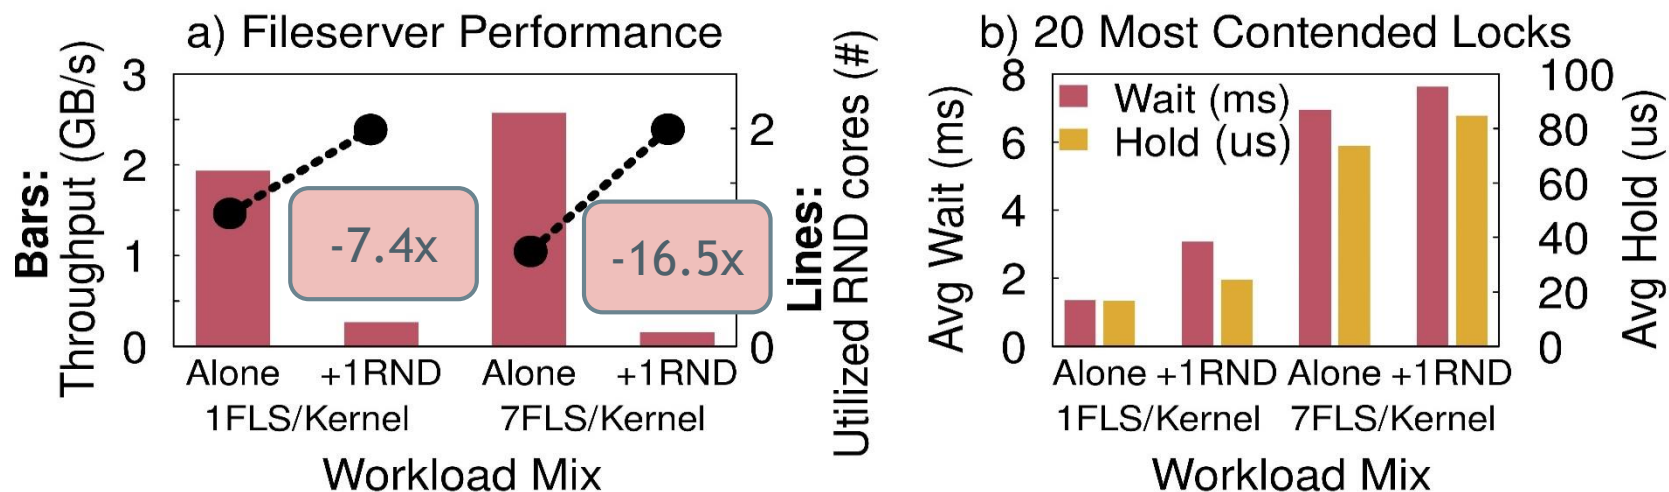 a) Fileserver Performance
Bars:
Throughput (GB/s)
3
2
1
0
-7.4x
-16.5x
2
0
Lines:
Utilized RND cores (#)
Alone +1RND Alone +1RND
1FLS/Kernel 7FLS/Kernel
Workload Mix
b) 20 Most Contended Locks
Avg Wait (ms)
8
6
4
2
0
Wait (ms)
Hold (us)
100
80
60
40
20
0
Avg Hold (us)
Alone +1RND Alone +1RND
1FLS/Kernel 7FLS/Kernel
Workload Mix